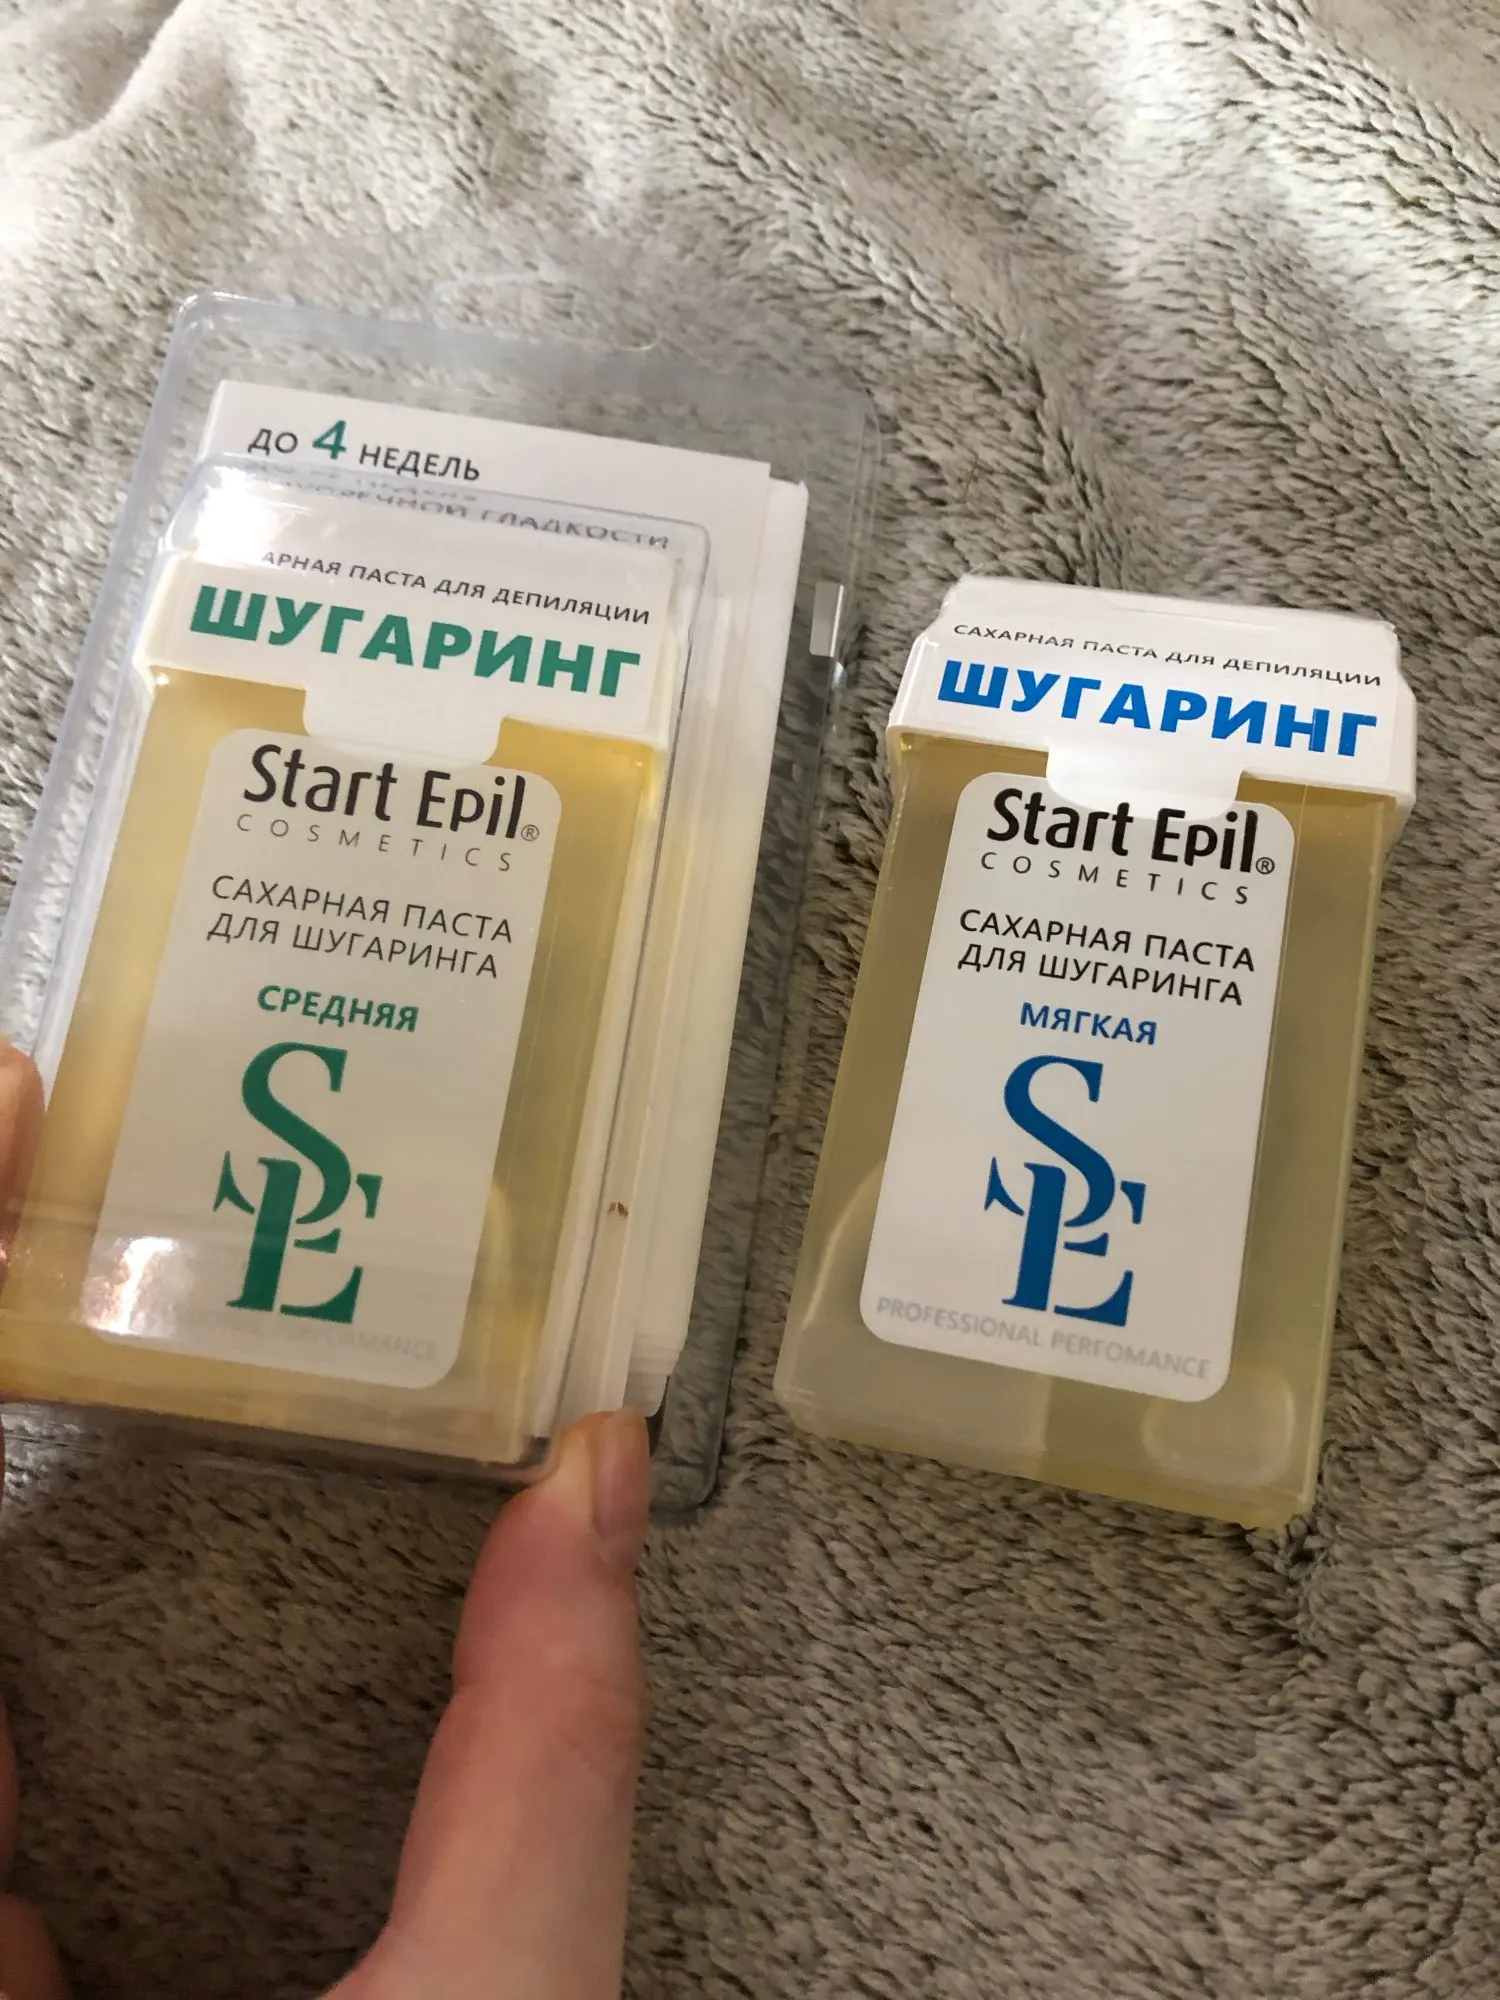 ДО 4 НЕДЕЛЬ
ГЛАДКОСТИ
ПАСТА ДЛЯ ДЕПИЛЯЦИИ
ШУГАРИНГ
Start Epil®
COSMETICS
САХАРНАЯ ПАСТА
ДЛЯ ШУГАРИНГА
СРЕДНЯЯ
SE
САХАРНАЯ ПАСТА ДЛЯ ДЕПИЛЯЦИИ
ШУГАРИНГ
Start Epil®
COSMETICS
САХАРНАЯ ПАСТА
ДЛЯ ШУГАРИНГА
МЯГКАЯ
SE
PROFESSIONAL PERFOMANCE